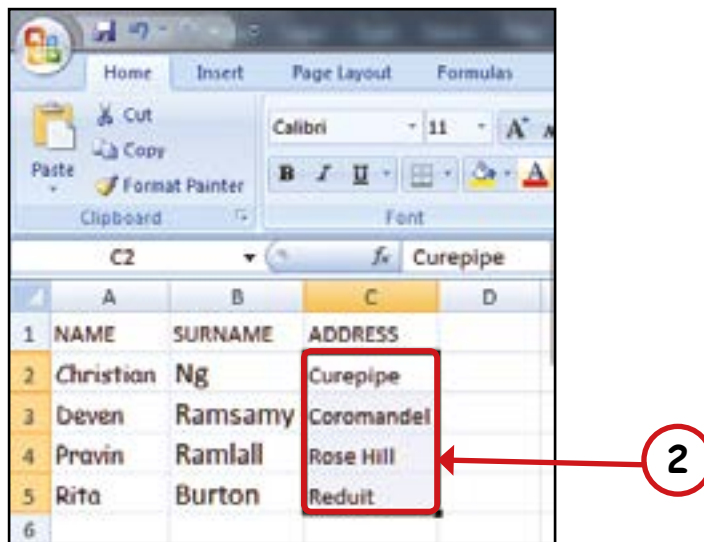 Home Insert Page Layout Formulas
Cut
Calibri 11 A A
Copy
Paste
Format Painter
B I U A
Clipboard Font
C2 fx Curepipe
A B C D
1 NAME SURNAME ADDRESS
2 Christian Ng Curepipe
3 Deven Ramsamy Coromandel
4 Pravin Ramlall Rose Hill
5 Rita Burton Reduit
6
2